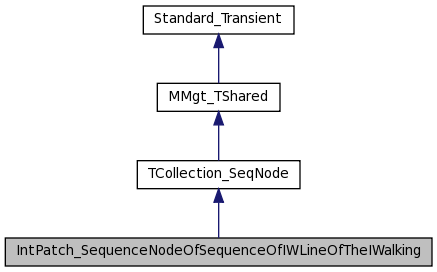 Standard_Transient
MMgt_TShared
TCollection_SeqNode
IntPatch_SequenceNodeOfSequenceOfIWLineOfTheIWalking